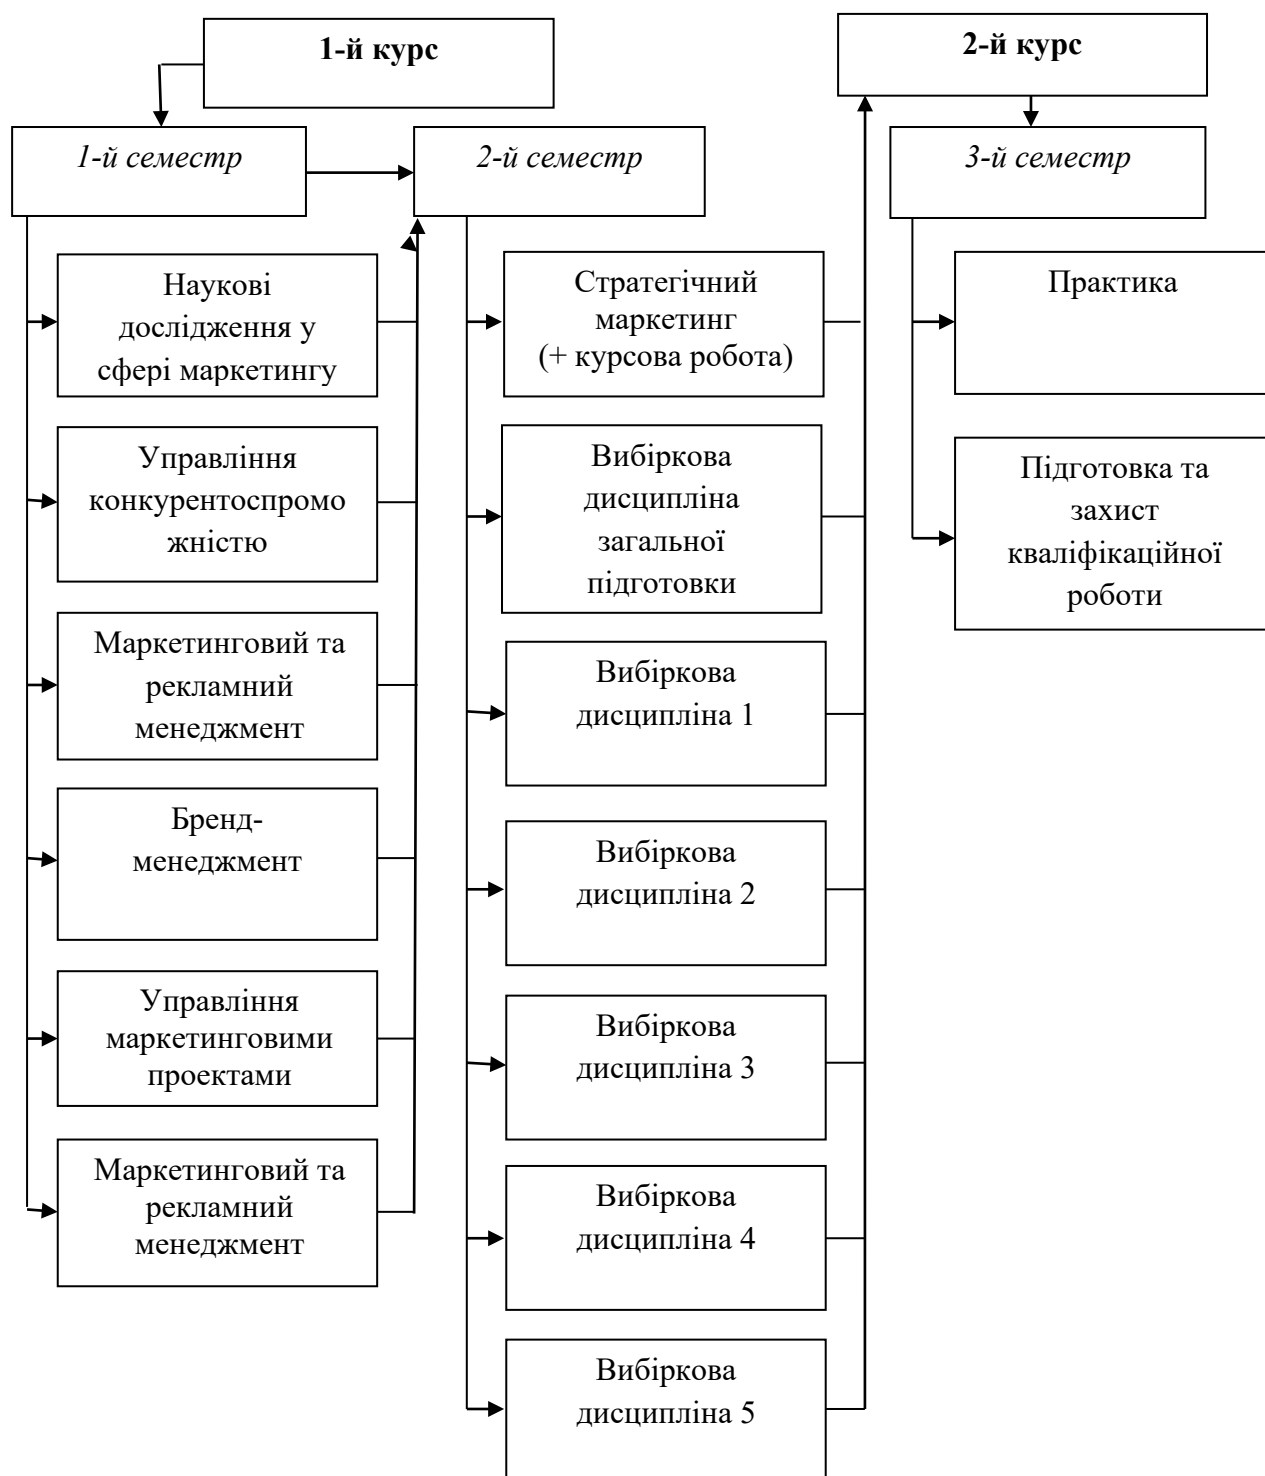 1-й курс
2-й курс
1-й семестр
2-й семестр
3-й семестр
Наукові
дослідження у
сфері маркетингу
Управління
конкурентоспромо
жністю
Маркетинговий та
рекламний
менеджмент
Бренд-
менеджмент
Управління
маркетинговими
проектами
Маркетинговий та
рекламний
менеджмент
Стратегічний
маркетинг
(+ курсова робота)
Вибіркова
дисципліна
загальної
підготовки
Вибіркова
дисципліна 1
Вибіркова
дисципліна 2
Вибіркова
дисципліна 3
Вибіркова
дисципліна 4
Вибіркова
дисципліна 5
Практика
Підготовка та
захист
кваліфікаційної
роботи